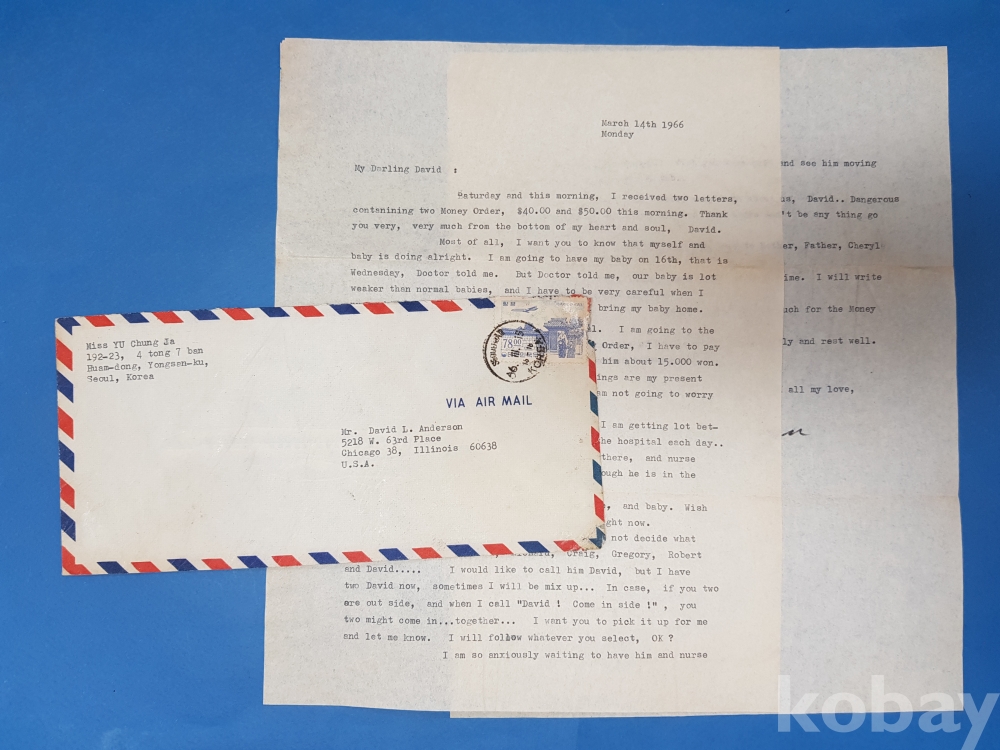 March 14th 1966
Monday
My Darling David :
Saturday and this morning, I received two letters,
contanining two Money Order, $40.00 and $50.00 this morning. Thank
you very, very much from the bottom of my heart and soul, David.
Most of all, I want you to know that myself and
baby is doing alright. I am going to have my baby on 16th, that is
Wednesday, Doctor told me. But Doctor told me, our baby is lot
weaker than normal babies, and I have to be very careful when I
bring my baby home.
I am going to the
Order, I have to pay
him about 15.000 won.
ings are my present
am not going to worry
I am getting lot bet-
he hospital each day..
there, and nurse
ough he is in the
, and baby. Wish
ght now.
not decide what
Craig, Gregory, Robert
and David..... I would like to call him David, but I have
two David now, sometimes I will be mix up... In case, if you two
are out side, and when I call "David ! Come in side !", you
two might come in...together... I want you to pick it up for me
and let me know. I will follow whatever you select, OK ?
I am so anxiously waiting to have him and nurse
and see him moving
us, David.. Dangerous
't be any thing go
er, Father, Cheryl
ime. I will write
uch for the Money
ly and rest well.
all my love,
Miss YU Chung Ja
192-23, 4 tong 7 ban
Huam-dong, Yongsan-ku,
Seoul, Korea
78.00
KOREA
VIA AIR MAIL
Mr. David L. Anderson
5218 W. 63rd Place
Chicago 38, Illinois 60638
U.S.A.
kobay